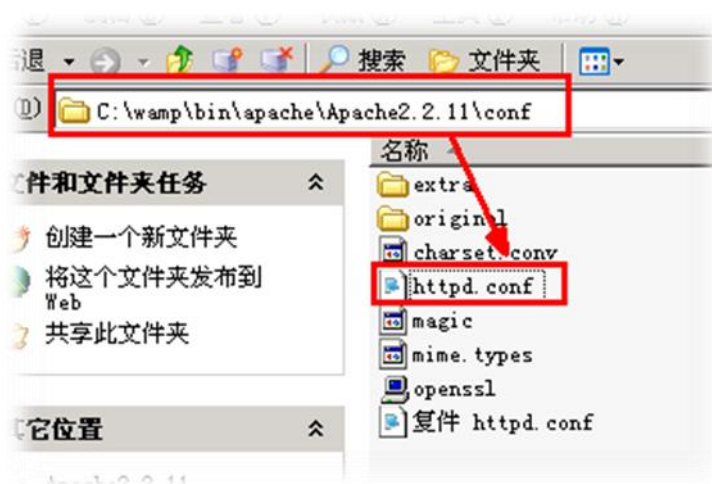 退
搜索
文件夹
C:\wamp\bin\apache\Apache2.2.11\conf
名称
件和文件夹任务
创建一个新文件夹
将这个文件夹发布到
Web
共享此文件夹
它位置
extra
original
charset.conv
httpd.conf
magic
mime.types
openssl
复件 httpd.conf